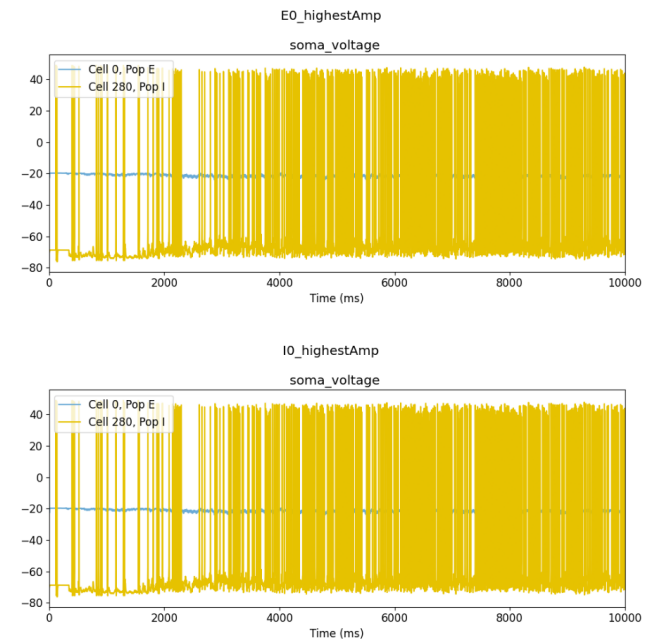 E0_highestAmp
soma_voltage
Cell 0, Pop E
Cell 280, Pop I
40
20
0
−20
−40
−60
−80
0 2000 4000 6000 8000 10000
Time (ms)
I0_highestAmp
soma_voltage
Cell 0, Pop E
Cell 280, Pop I
40
20
0
−20
−40
−60
−80
0 2000 4000 6000 8000 10000
Time (ms)